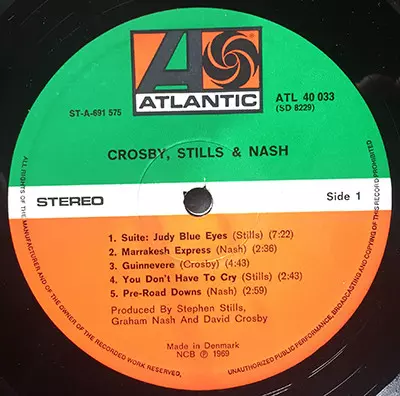 ATLANTIC
ST-A-691 575
ATL 40 033
(SD 8229)
CROSBY, STILLS & NASH
STEREO
Side 1
1. Suite: Judy Blue Eyes (Stills) (7:22)
2. Marrakesh Express (Nash) (2:36)
3. Guinnevere (Crosby) (4:43)
4. You Don't Have To Cry (Stills) (2:43)
5. Pre-Road Downs (Nash) (2:59)
Produced by Stephen Stills,
Graham Nash And David Crosby
Made in Denmark
NCB Ⓟ 1969
ALL RIGHTS OF THE MANUFACTURER AND OF THE OWNER OF THE RECORDED WORK RESERVED,
UNAUTHORIZED PUBLIC PERFORMANCE, BROADCASTING AND COPYING OF THIS RECORD PROHIBITED